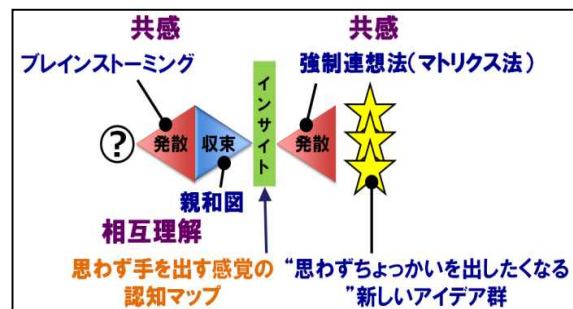 共感
共感
ブレインストーミング
強制連想法(マトリクス法)
?
発散
収束
インサイト
発散
親和図
相互理解
思わず手を出す感覚の
認知マップ
“思わずちょっかいを出したくなる
”新しいアイデア群